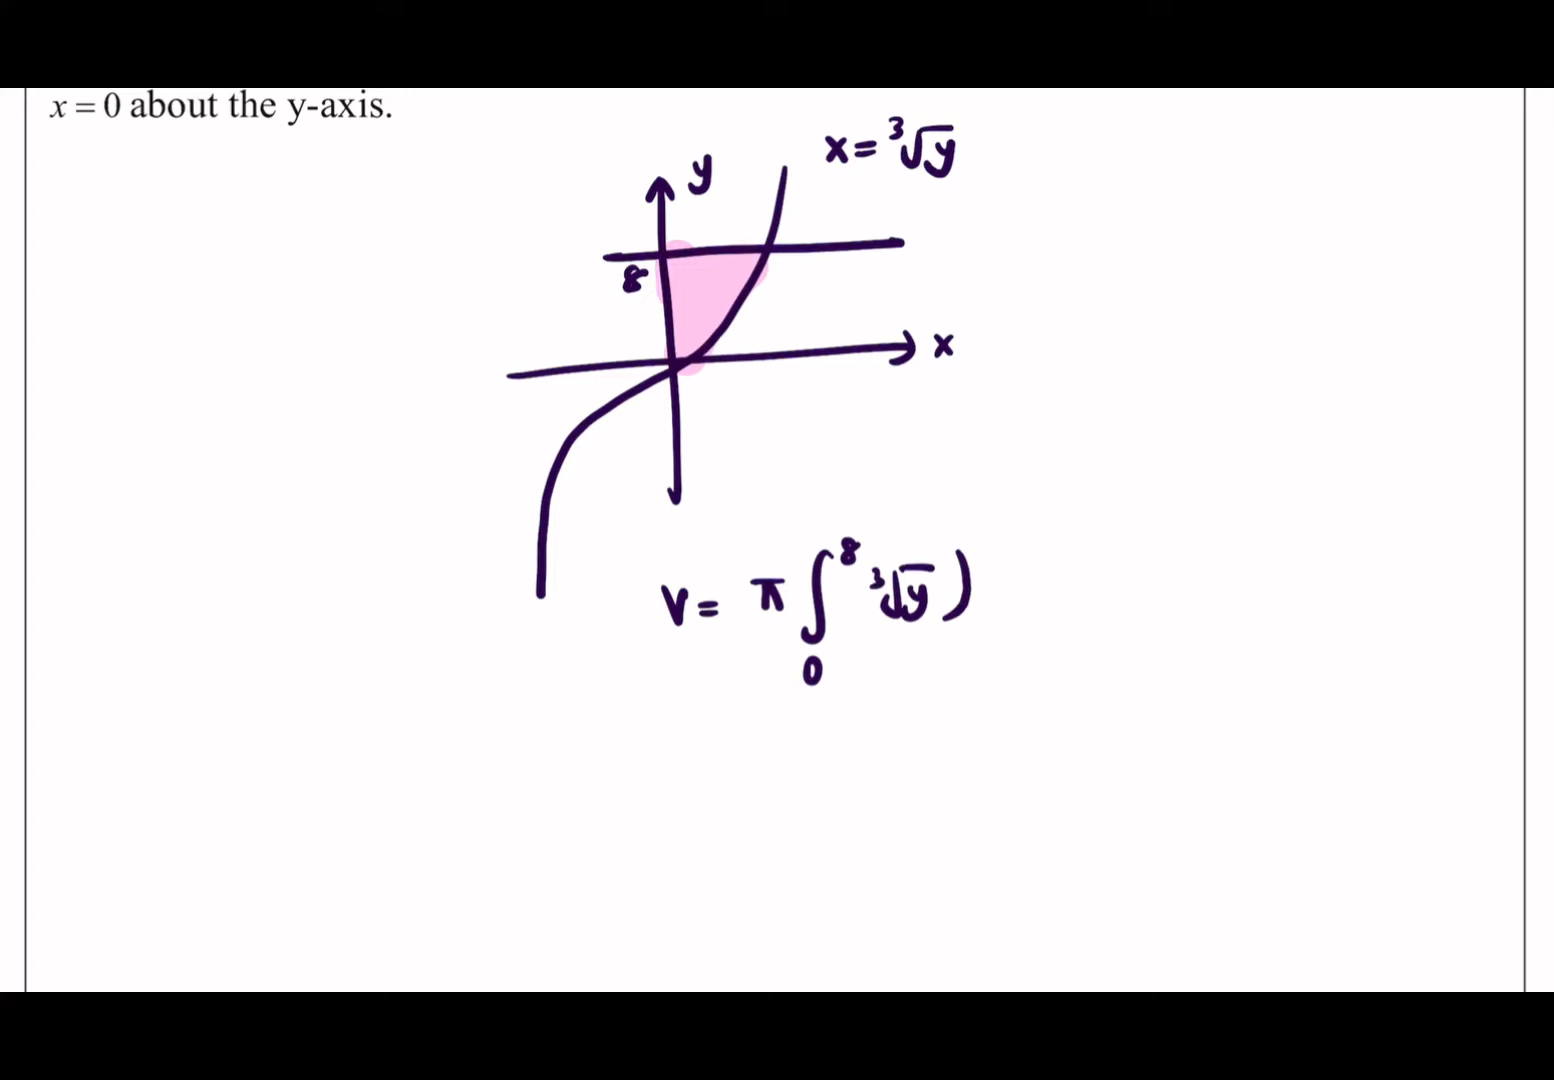 x = 0 about the y-axis.
x = ∛y
y
8
x
V = π ∫₀⁸ ∛y )